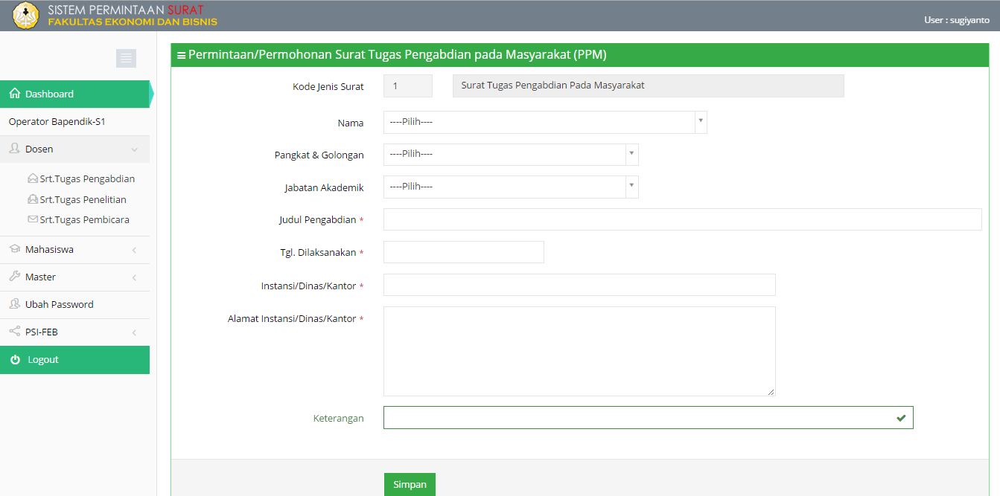 SISTEM PERMINTAAN SURAT
FAKULTAS EKONOMI DAN BISNIS
User : sugiyanto
Dashboard
Operator Bapendik-S1
Dosen
Srt.Tugas Pengabdian
Srt.Tugas Penelitian
Srt.Tugas Pembicara
Mahasiswa
Master
Ubah Password
PSI-FEB
Logout
Permintaan/Permohonan Surat Tugas Pengabdian pada Masyarakat (PPM)
Kode Jenis Surat 1 Surat Tugas Pengabdian Pada Masyarakat
Nama ----Pilih----
Pangkat & Golongan ----Pilih----
Jabatan Akademik ----Pilih----
Judul Pengabdian *
Tgl. Dilaksanakan *
Instansi/Dinas/Kantor *
Alamat Instansi/Dinas/Kantor *
Keterangan
Simpan